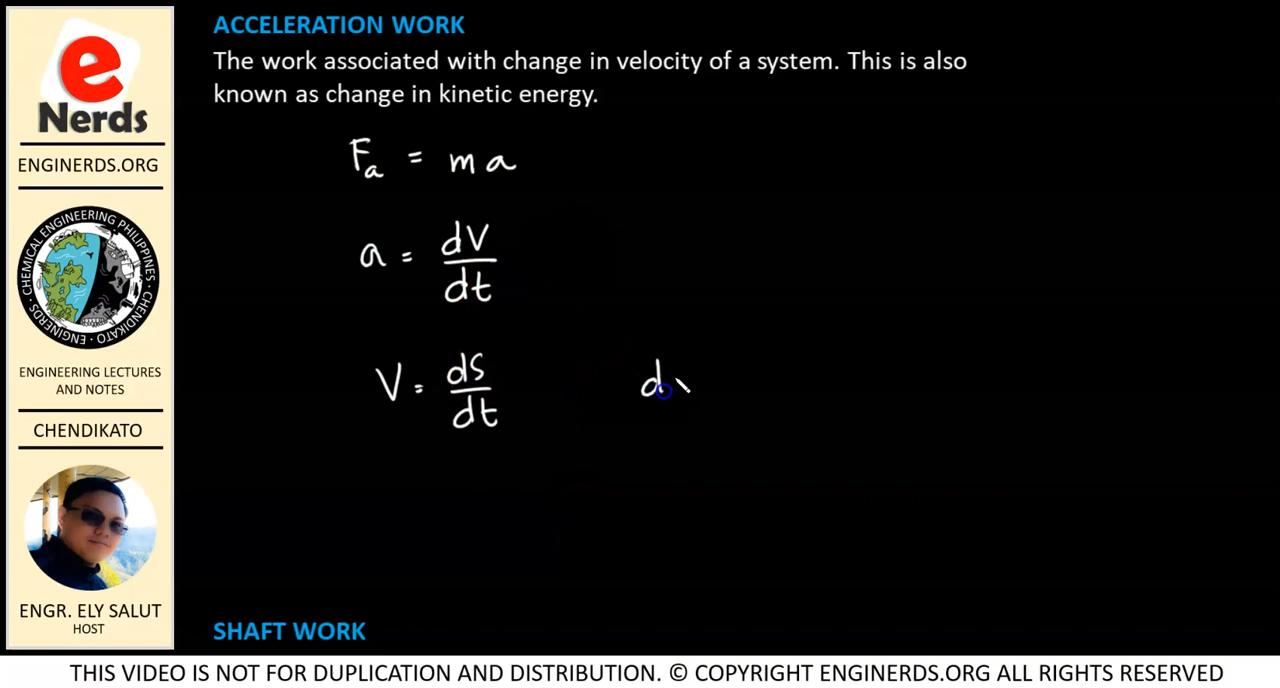 ACCELERATION WORK
The work associated with change in velocity of a system. This is also
known as change in kinetic energy.
Fₐ = m a
a = dV/dt
V = dS/dt
d
SHAFT WORK
e
Nerds
ENGINERDS.ORG
CHEMICAL ENGINEERING PHILIPPINES · CHENDIKATO · ENGINERDS ·
ENGINEERING LECTURES
AND NOTES
CHENDIKATO
ENGR. ELY SALUT
HOST
THIS VIDEO IS NOT FOR DUPLICATION AND DISTRIBUTION. © COPYRIGHT ENGINERDS.ORG ALL RIGHTS RESERVED